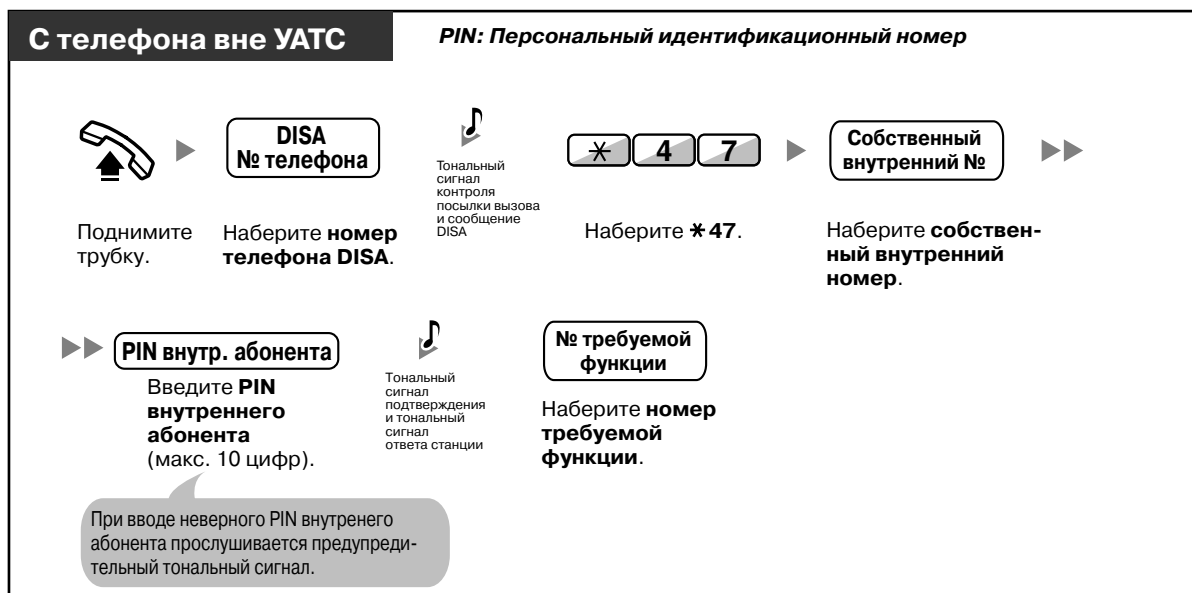 С телефона вне УАТС
PIN: Персональный идентификационный номер
DISA
№ телефона
Тональный
сигнал
контроля
посылки вызова
и сообщение
DISA
* 4 7
Собственный
внутренний №
Поднимите
трубку.
Наберите номер
телефона DISA.
Наберите *47.
Наберите собствен-
ный внутренний
номер.
PIN внутр. абонента
Тональный
сигнал
подтверждения
и тональный
сигнал
ответа станции
№ требуемой
функции
Введите PIN
внутреннего
абонента
(макс. 10 цифр).
Наберите номер
требуемой
функции.
При вводе неверного PIN внутренего
абонента прослушивается предупреди-
тельный тональный сигнал.